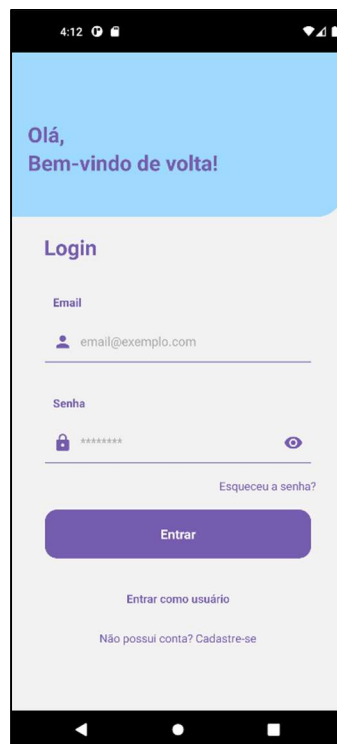 4:12
Olá,
Bem-vindo de volta!
Login
Email
email@exemplo.com
Senha
********
Esqueceu a senha?
Entrar
Entrar como usuário
Não possui conta? Cadastre-se